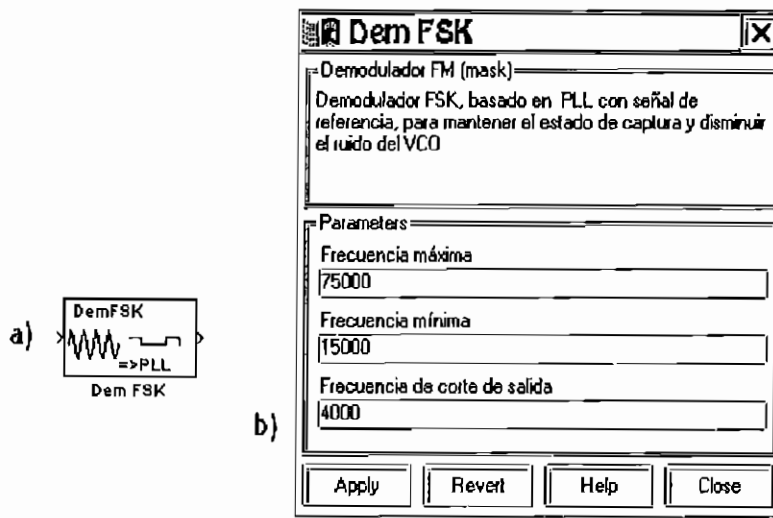 a)
DemFSK
=>PLL
Dem FSK
b)
Dem FSK
Demodulador FM (mask)
Demodulador FSK, basado en PLL con señal de
referencia, para mantener el estado de captura y disminuir
el ruido del VCO
Parameters
Frecuencia máxima
75000
Frecuencia mínima
15000
Frecuencia de corte de salida
4000
Apply
Revert
Help
Close